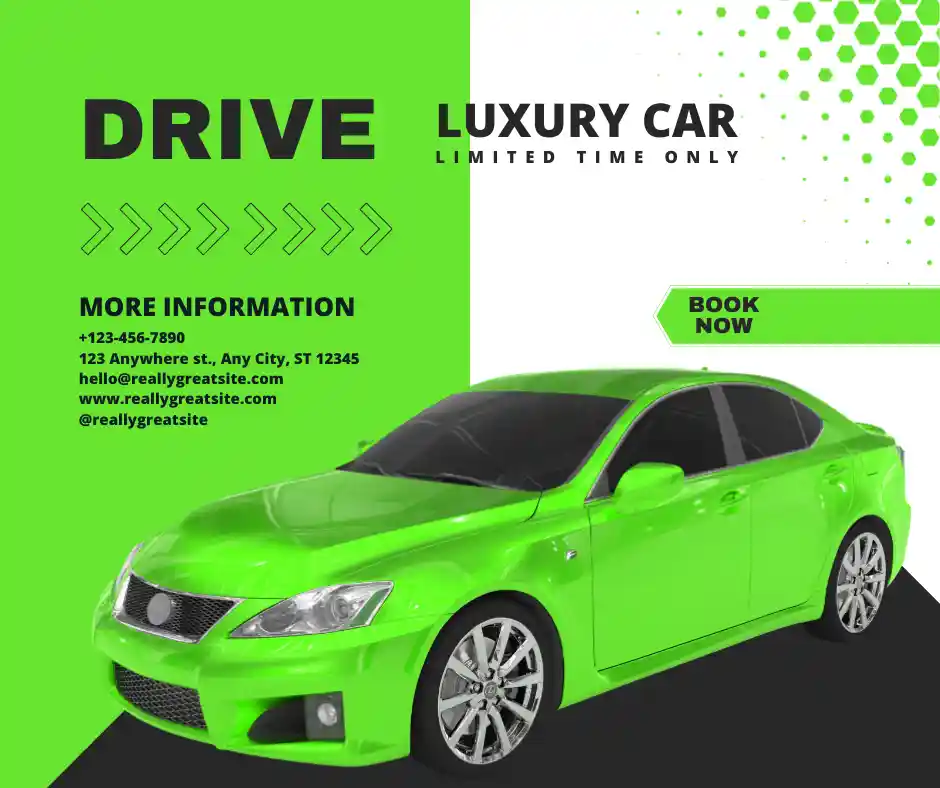 DRIVE
LUXURY CAR
LIMITED TIME ONLY
MORE INFORMATION
+123-456-7890
123 Anywhere st., Any City, ST 12345
hello@reallygreatsite.com
www.reallygreatsite.com
@reallygreatsite
BOOK
NOW